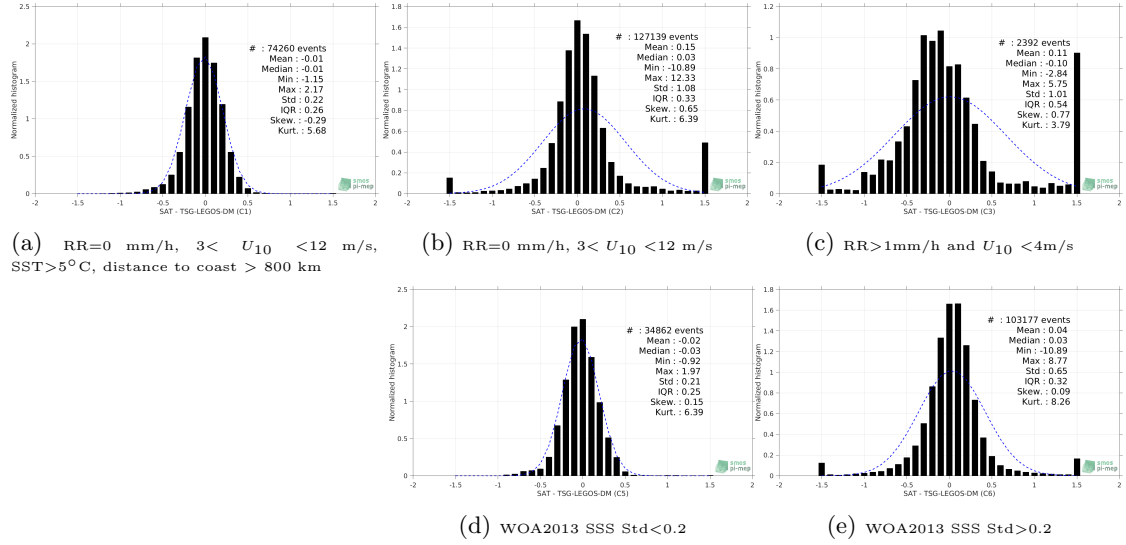 2.5
2
1.5
1
0.5
0
Normalized histogram
# : 74260 events
Mean : -0.01
Median : -0.01
Min : -1.15
Max : 2.17
Std : 0.22
IQR : 0.26
Skew. : -0.29
Kurt. : 5.68
smos
pi-mep
-2 -1.5 -1 -0.5 0 0.5 1 1.5 2
SAT - TSG-LEGOS-DM (C1)
(a) RR=0 mm/h, 3< U10 <12 m/s,
SST>5°C, distance to coast > 800 km
1.8
1.6
1.4
1.2
1
0.8
0.6
0.4
0.2
0
Normalized histogram
# : 127139 events
Mean : 0.15
Median : 0.03
Min : -10.89
Max : 12.33
Std : 1.08
IQR : 0.33
Skew. : 0.65
Kurt. : 6.39
smos
pi-mep
-2 -1.5 -1 -0.5 0 0.5 1 1.5 2
SAT - TSG-LEGOS-DM (C2)
(b) RR=0 mm/h, 3< U10 <12 m/s
1.2
1
0.8
0.6
0.4
0.2
0
Normalized histogram
# : 2392 events
Mean : 0.11
Median : -0.10
Min : -2.84
Max : 5.75
Std : 1.01
IQR : 0.54
Skew. : 0.77
Kurt. : 3.79
smos
pi-mep
-2 -1.5 -1 -0.5 0 0.5 1 1.5 2
SAT - TSG-LEGOS-DM (C3)
(c) RR>1mm/h and U10 <4m/s
2.5
2
1.5
1
0.5
0
Normalized histogram
# : 34862 events
Mean : -0.02
Median : -0.03
Min : -0.92
Max : 1.97
Std : 0.21
IQR : 0.25
Skew. : 0.15
Kurt. : 6.39
smos
pi-mep
-2 -1.5 -1 -0.5 0 0.5 1 1.5 2
SAT - TSG-LEGOS-DM (C5)
(d) WOA2013 SSS Std<0.2
1.8
1.6
1.4
1.2
1
0.8
0.6
0.4
0.2
0
Normalized histogram
# : 103177 events
Mean : 0.04
Median : 0.03
Min : -10.89
Max : 8.77
Std : 0.65
IQR : 0.32
Skew. : 0.09
Kurt. : 8.26
smos
pi-mep
-2 -1.5 -1 -0.5 0 0.5 1 1.5 2
SAT - TSG-LEGOS-DM (C6)
(e) WOA2013 SSS Std>0.2